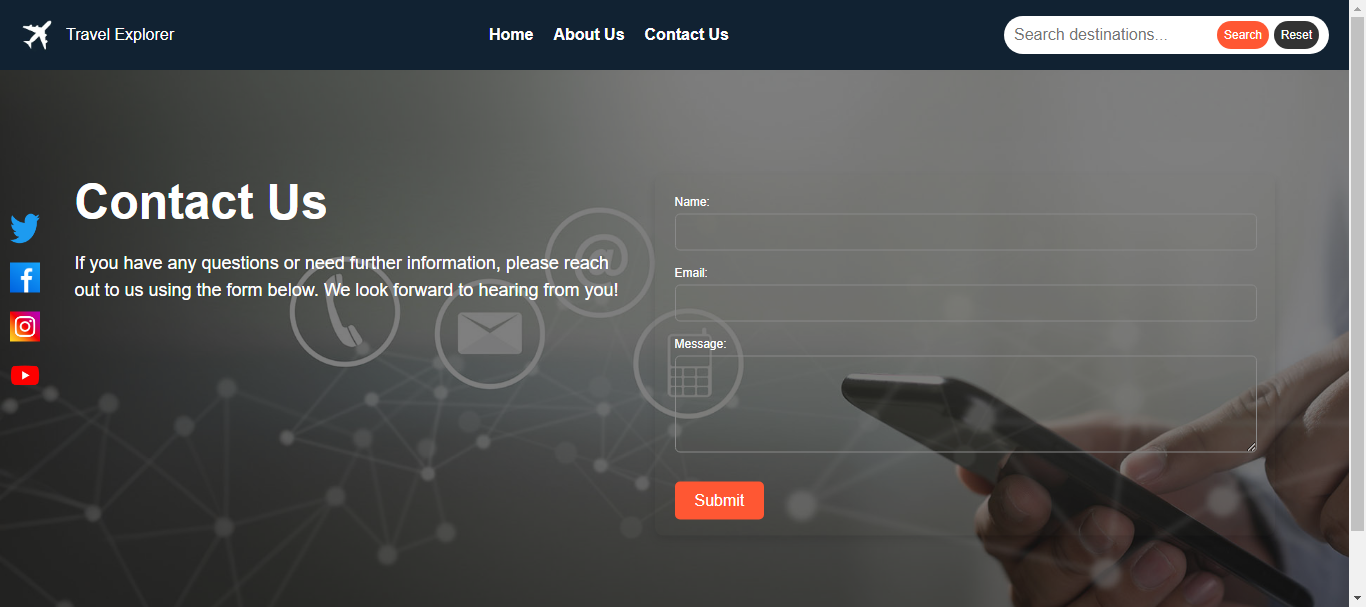 Travel Explorer
Home About Us Contact Us
Search destinations... Search Reset
Contact Us
If you have any questions or need further information, please reach
out to us using the form below. We look forward to hearing from you!
@
Name:
Email:
Message:
Submit